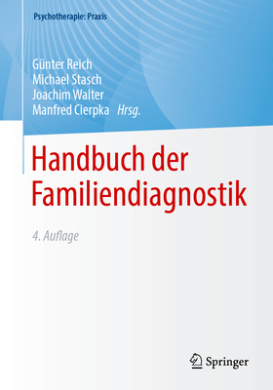 Psychotherapie: Praxis
Günter Reich
Michael Stasch
Joachim Walter
Manfred Cierpka Hrsg.
Handbuch der
Familiendiagnostik
4. Auflage
Springer